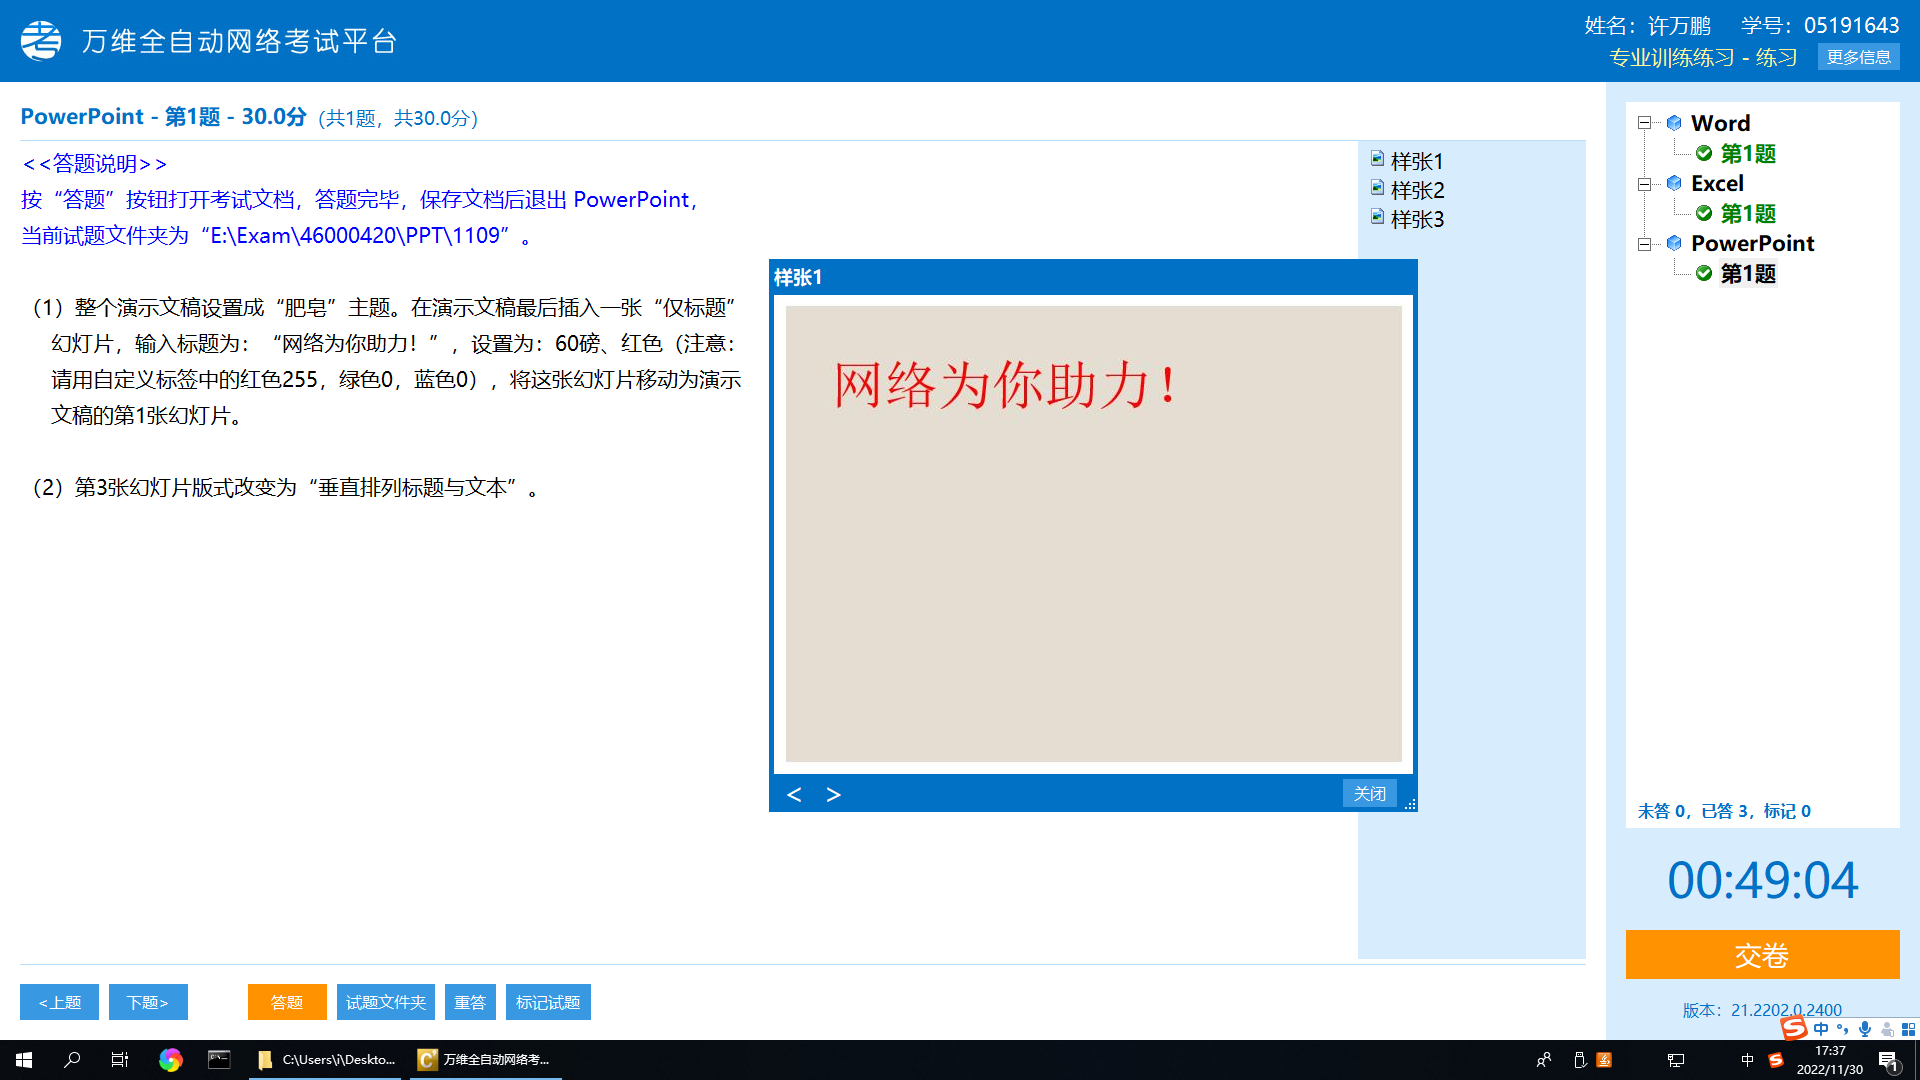 万维全自动网络考试平台
姓名：许万鹏 学号：05191643
专业训练练习 - 练习 更多信息
PowerPoint - 第1题 - 30.0分 (共1题，共30.0分)
<<答题说明>>
按“答题”按钮打开考试文档，答题完毕，保存文档后退出 PowerPoint，
当前试题文件夹为“E:\Exam\46000420\PPT\1109”。
（1）整个演示文稿设置成“肥皂”主题。在演示文稿最后插入一张“仅标题”
幻灯片，输入标题为：“网络为你助力！”，设置为：60磅、红色（注意：
请用自定义标签中的红色255，绿色0，蓝色0），将这张幻灯片移动为演示
文稿的第1张幻灯片。
（2）第3张幻灯片版式改变为“垂直排列标题与文本”。
样张1
样张2
样张3
样张1
网络为你助力！
< >
关闭
Word
第1题
Excel
第1题
PowerPoint
第1题
未答 0，已答 3，标记 0
00:49:04
交卷
版本：21.2202.0.2400
<上题 下题> 答题 试题文件夹 重答 标记试题
中
C:\Users\i\Deskto... 万维全自动网络考...
中
17:37
2022/11/30
1